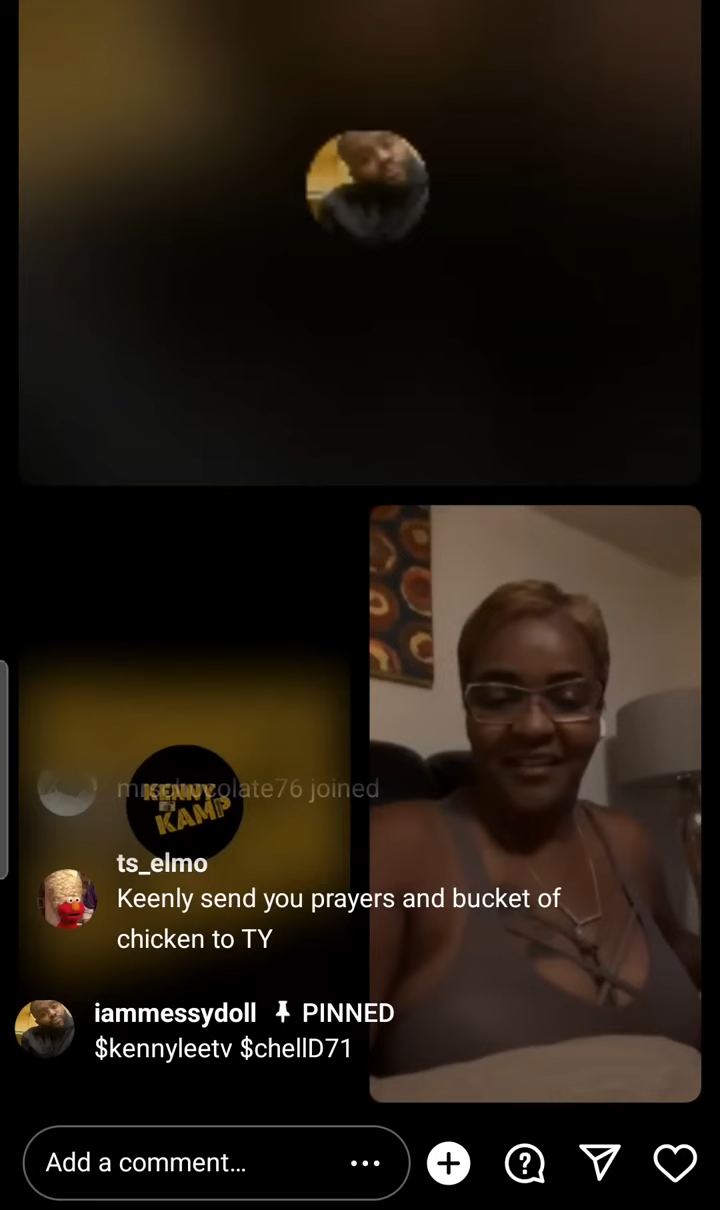 KENNY
KAMP
joined
ts_elmo
Keenly send you prayers and bucket of
chicken to TY
iammessydoll PINNED
$kennyleetv $chellD71
Add a comment...